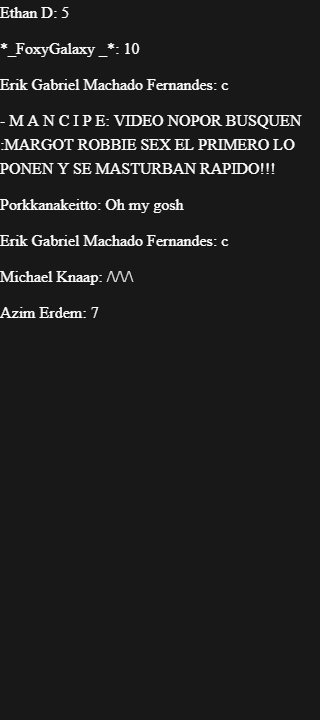 Ethan D: 5
*_FoxyGalaxy _*: 10
Erik Gabriel Machado Fernandes: c
- M A N C I P E: VIDEO NOPOR BUSQUEN
:MARGOT ROBBIE SEX EL PRIMERO LO
PONEN Y SE MASTURBAN RAPIDO!!!
Porkkanakeitto: Oh my gosh
Erik Gabriel Machado Fernandes: c
Michael Knaap: /\/\/\
Azim Erdem: 7